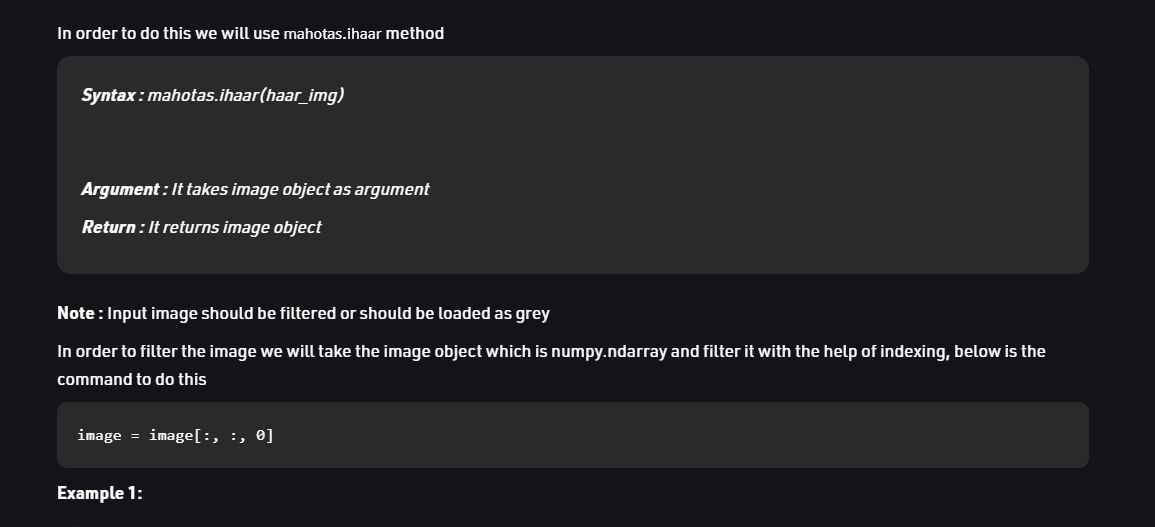 In order to do this we will use mahotas.ihaar method
Syntax : mahotas.ihaar(haar_img)
Argument : It takes image object as argument
Return : It returns image object
Note : Input image should be filtered or should be loaded as grey
In order to filter the image we will take the image object which is numpy.ndarray and filter it with the help of indexing, below is the
command to do this
image = image[:, :, 0]
Example 1: